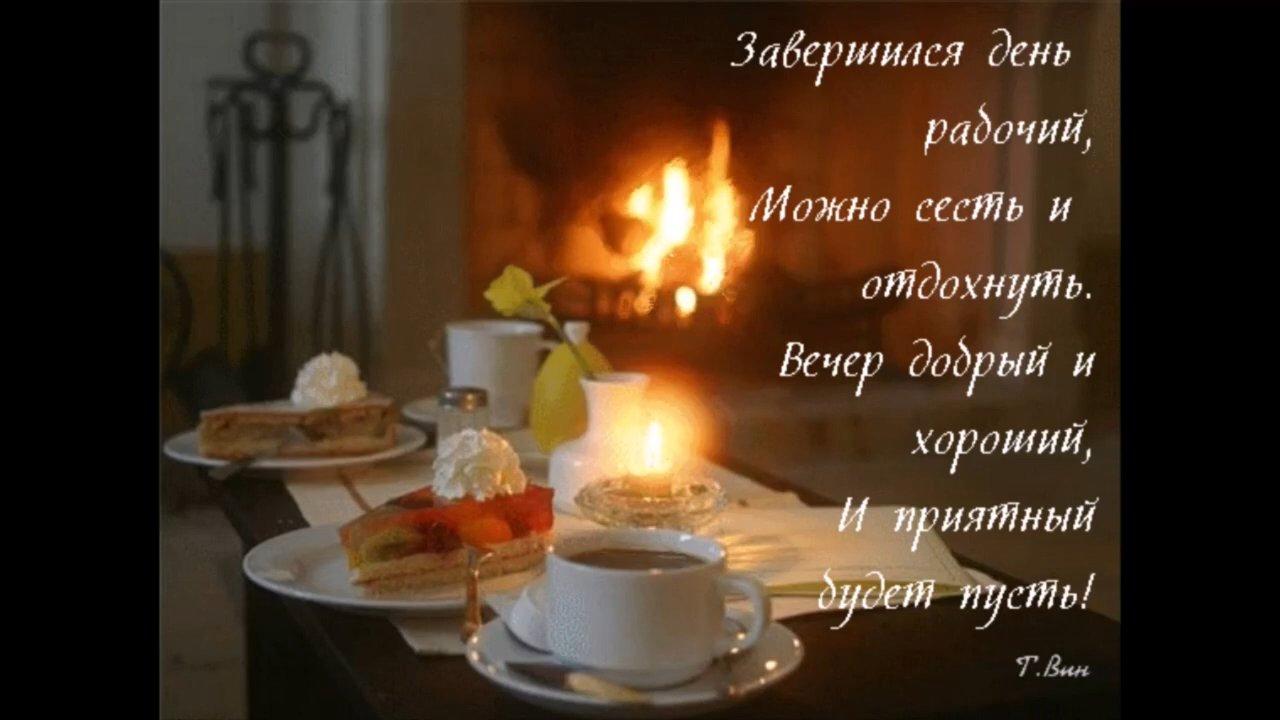 Завершился день
рабочий,
Можно сесть и
отдохнуть.
Вечер добрый и
хороший,
И приятный
будет пусть!
Т.Вин